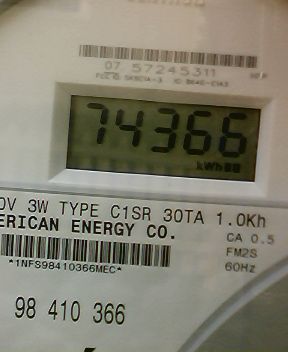 07 57245311
74366
kWh
0V 3W TYPE C1SR 30TA 1.0Kh
ERICAN ENERGY CO.
CA 0.5
FM2S
60Hz
*1NFS98410366MEC*
98 410 366